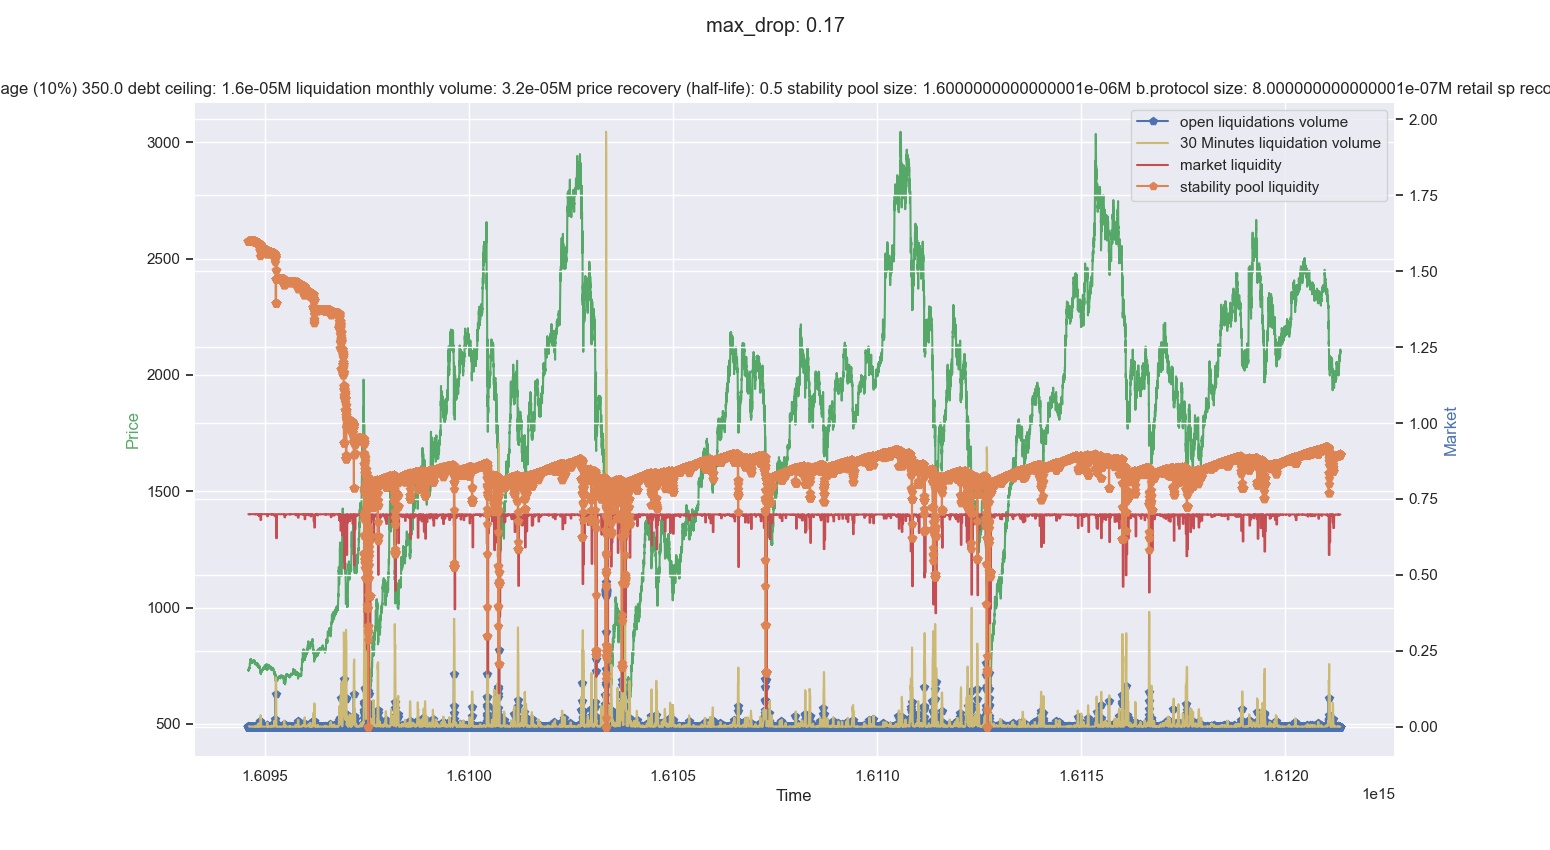 max_drop: 0.17
age (10%) 350.0 debt ceiling: 1.6e-05M liquidation monthly volume: 3.2e-05M price recovery (half-life): 0.5 stability pool size: 1.6000000000000001e-06M b.protocol size: 8.000000000000001e-07M retail sp reco
open liquidations volume
30 Minutes liquidation volume
market liquidity
stability pool liquidity
3000
2500
2000
1500
1000
500
Price
2.00
1.75
1.50
1.25
1.00
0.75
0.50
0.25
0.00
Market
1.6095 1.6100 1.6105 1.6110 1.6115 1.6120
Time
1e15